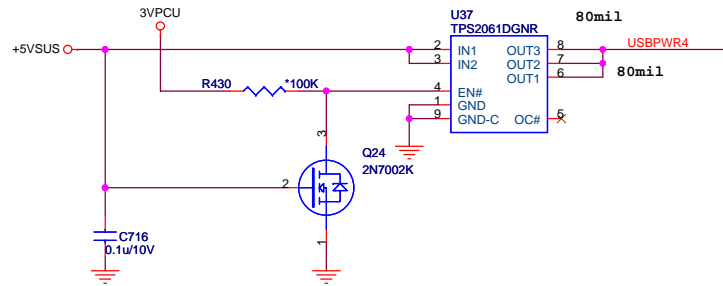 3VPCU
U37
TPS2061DGNR
80mil
+5VSUS
2
IN1
OUT3
8
USBPWR4
3
IN2
OUT2
7
OUT1
6
80mil
R430
*100K
4
EN#
1
GND
9
GND-C
OC#
5
3
Q24
2N7002K
2
1
C716
0.1u/10V